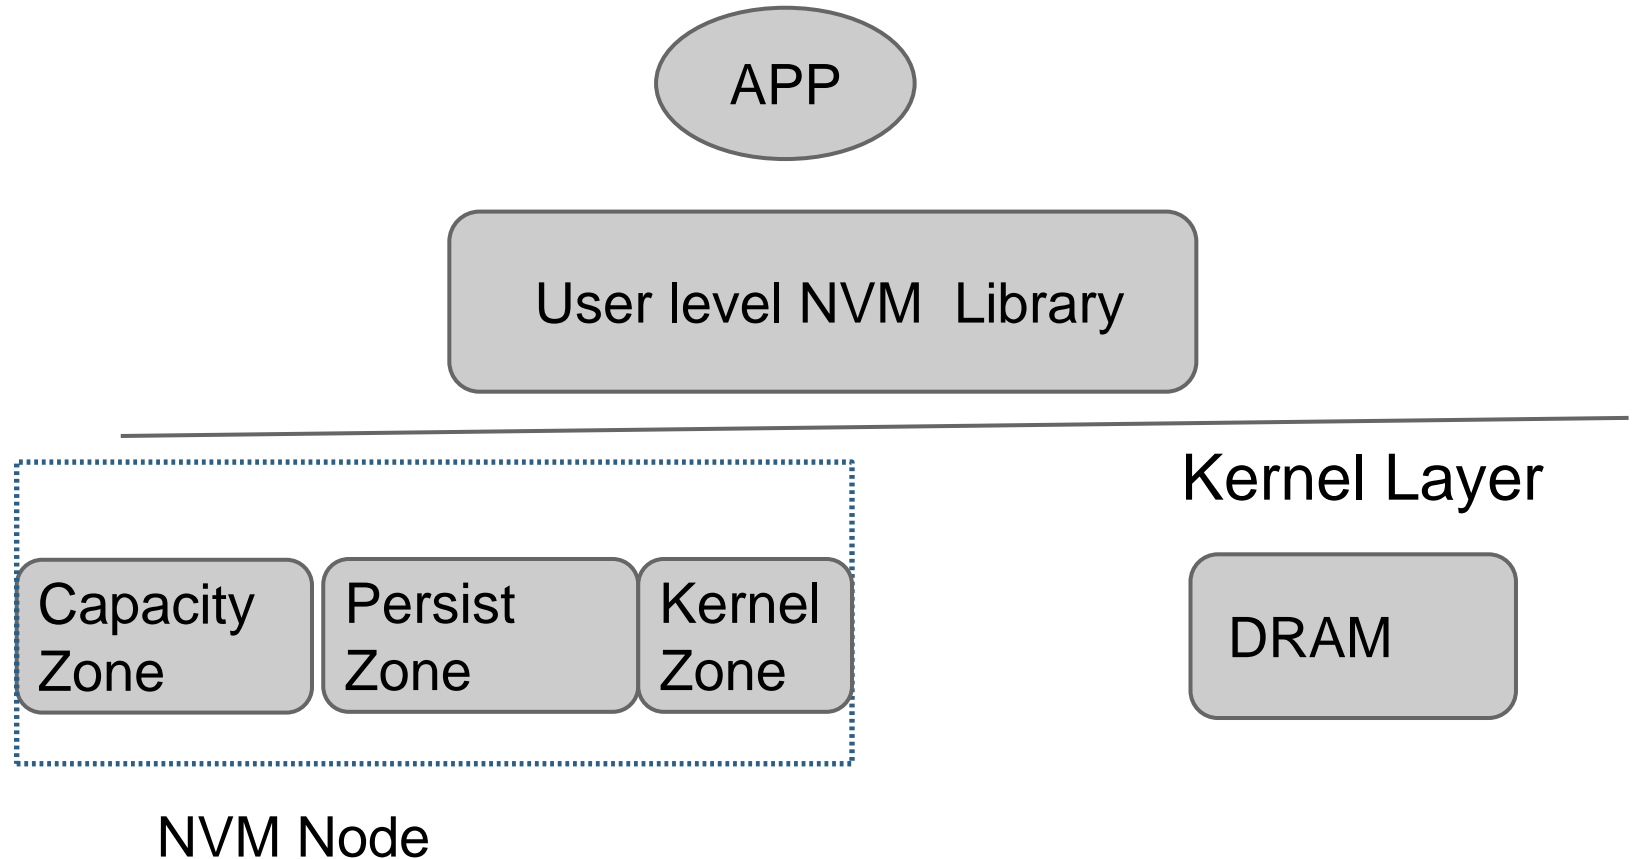 APP
User level NVM Library
Kernel Layer
Capacity
Zone
Persist
Zone
Kernel
Zone
DRAM
NVM Node